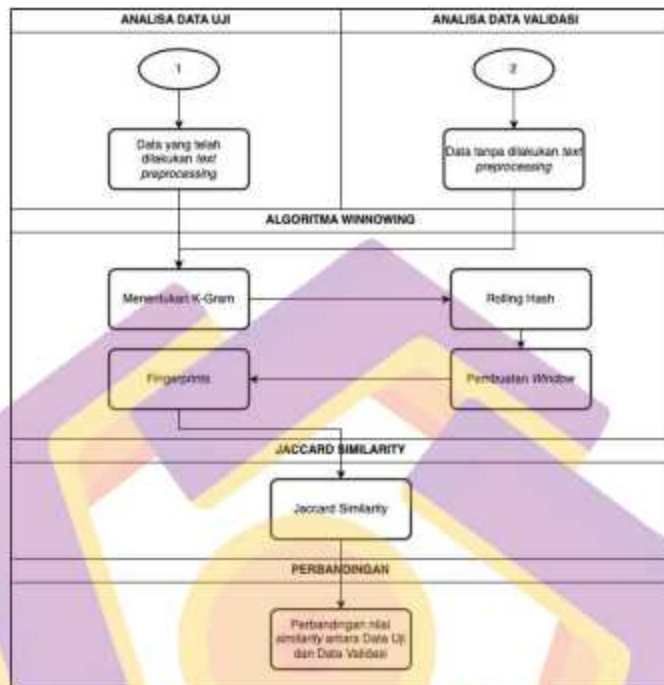 ANALISA DATA UJI
ANALISA DATA VALIDASI
1
2
Data yang telah
dilakukan text
preprocessing
Data tanpa dilakukan text
preprocessing
ALGORITMA WINNOWING
Menentukan K-Gram
Rolling Hash
Fingerprints
Pembuatan Window
JACCARD SIMILARITY
Jaccard Similarity
PERBANDINGAN
Perbandingan nilai
similarity antara Data Uji
dan Data Validasi